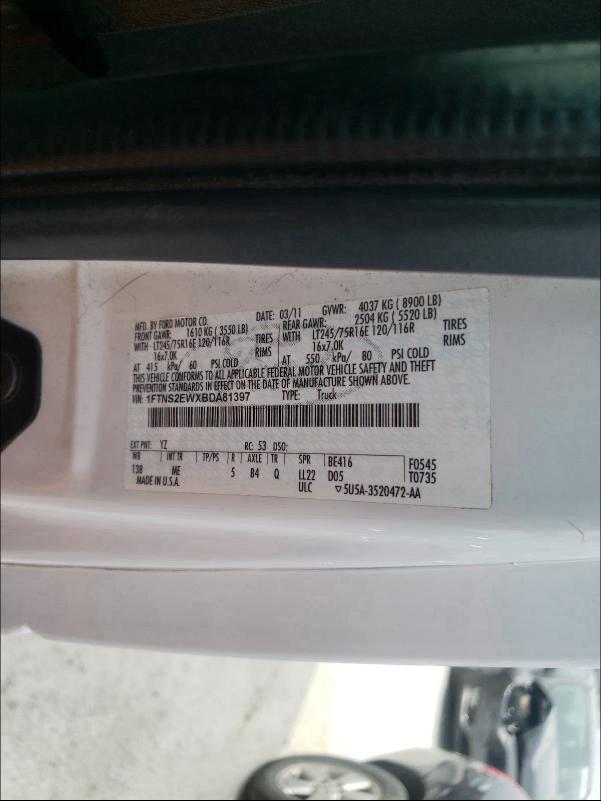 MFD. BY FORD MOTOR CO.
DATE: 03/11 GVWR: 4037 KG ( 8900 LB)
FRONT GAWR: 1610 KG ( 3550 LB) REAR GAWR: 2504 KG ( 5520 LB)
WITH LT245/75R16E 120/116R TIRES WITH LT245/75R16E 120/116R TIRES
16x7.0K RIMS 16x7.0K RIMS
AT 415 kPa/ 60 PSI COLD AT 550 kPa/ 80 PSI COLD
THIS VEHICLE CONFORMS TO ALL APPLICABLE FEDERAL MOTOR VEHICLE SAFETY AND THEFT
PREVENTION STANDARDS IN EFFECT ON THE DATE OF MANUFACTURE SHOWN ABOVE.
VIN: 1FTNS2EWXBDA81397 TYPE: Truck
EXT PNT: YZ RC: 53 DSO:
WB INT TR TP/PS R AXLE TR SPR BE416 F0545
138 ME 5 B4 Q LL22 D05 T0735
MADE IN U.S.A. ULC ▽5U5A-3520472-AA